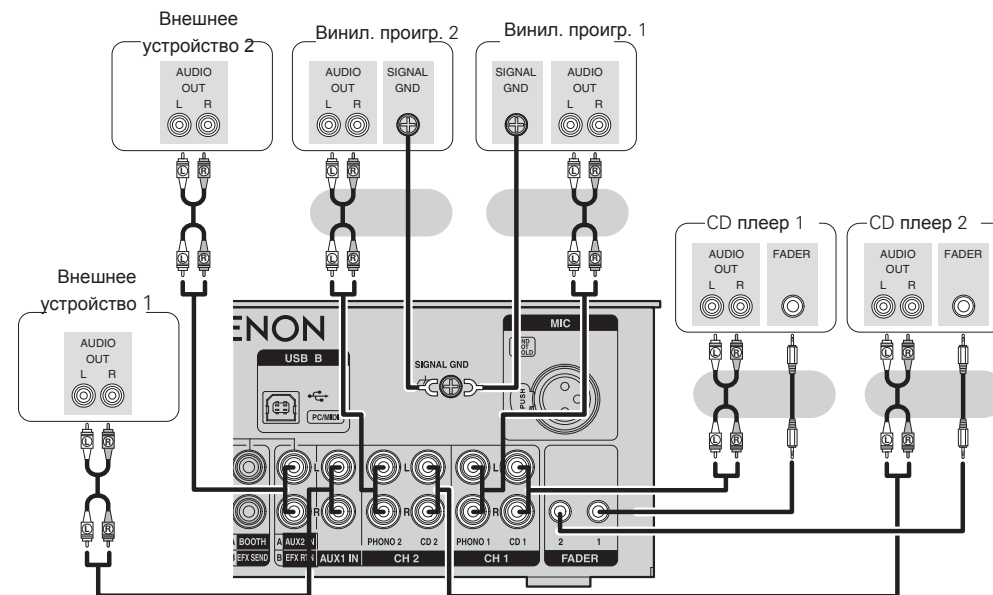 Внешнее
устройство 2
AUDIO
OUT
L R
L R
L R
Винил. проигр. 2
AUDIO
OUT
L R
SIGNAL
GND
L R
L R
Винил. проигр. 1
SIGNAL
GND
AUDIO
OUT
L R
L R
L R
CD плеер 1
AUDIO
OUT
L R
FADER
L R
L R
CD плеер 2
AUDIO
OUT
L R
FADER
L R
L R
Внешнее
устройство 1
AUDIO
OUT
L R
L R
L R
ENON
USB B
PC/MIDI
SIGNAL GND
MIC
PUSH
L
R
L
R
A BOOTH
B EFX SEND
A AUX2 IN
B EFX RTN
AUX1 IN
PHONO 2 CD 2
CH 2
PHONO 1 CD 1
CH 1
2 1
FADER